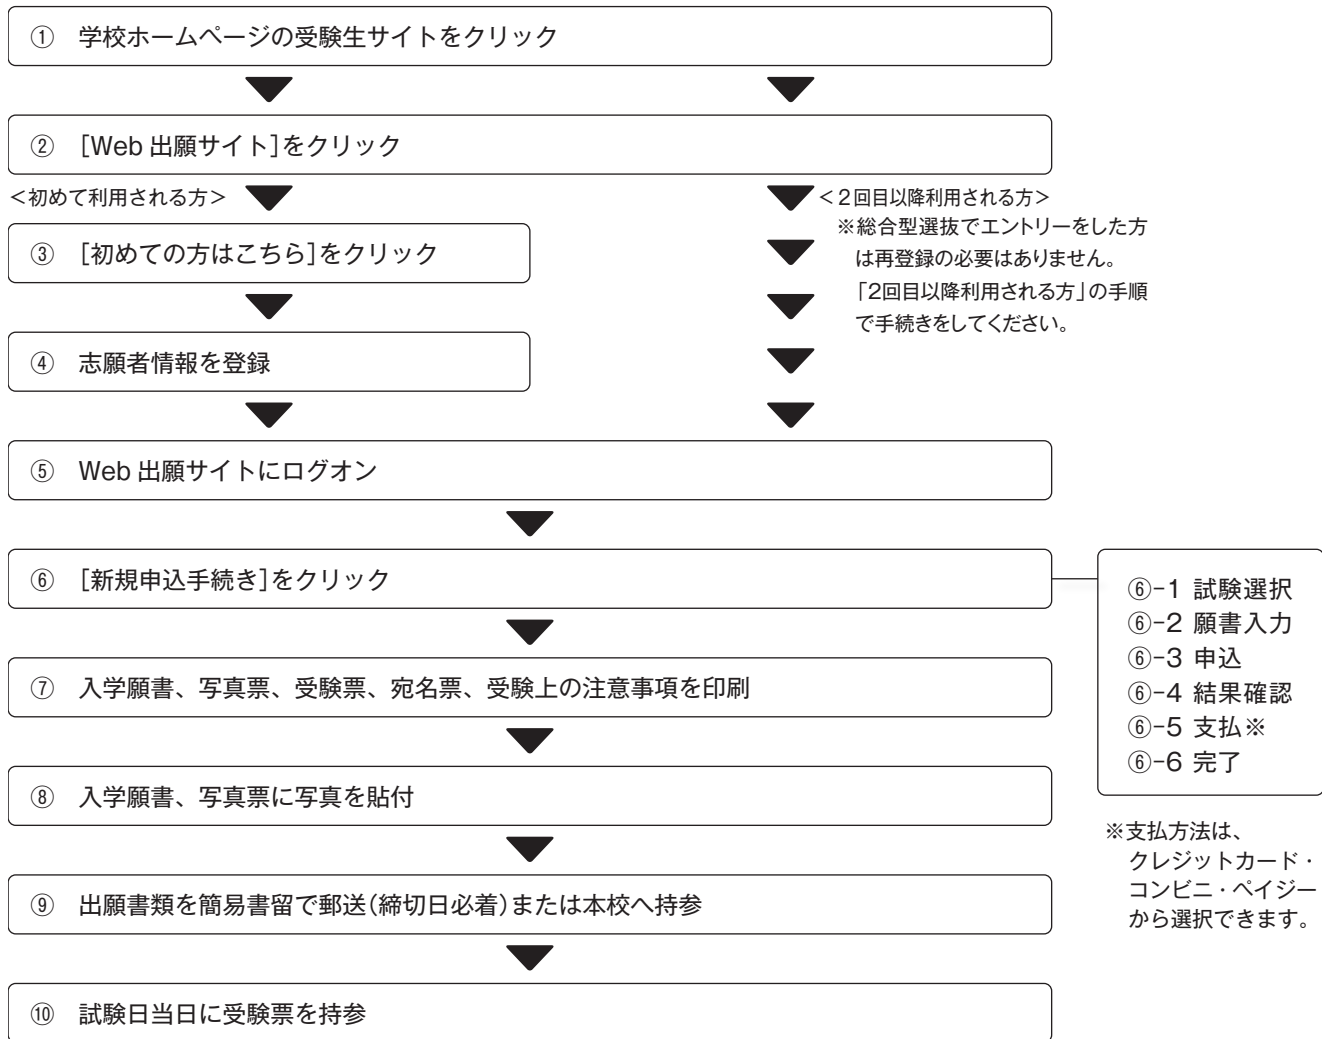 ① 学校ホームページの受験生サイトをクリック
② [Web 出願サイト]をクリック
＜初めて利用される方＞
＜２回目以降利用される方＞
※総合型選抜でエントリーをした方
は再登録の必要はありません。
「2回目以降利用される方」の手順
で手続きをしてください。
③ [初めての方はこちら]をクリック
④ 志願者情報を登録
⑤ Web 出願サイトにログオン
⑥ [新規申込手続き]をクリック
⑥-1 試験選択
⑥-2 願書入力
⑥-3 申込
⑥-4 結果確認
⑥-5 支払※
⑥-6 完了
※支払方法は、
クレジットカード・
コンビニ・ペイジー
から選択できます。
⑦ 入学願書、写真票、受験票、宛名票、受験上の注意事項を印刷
⑧ 入学願書、写真票に写真を貼付
⑨ 出願書類を簡易書留で郵送(締切日必着)または本校へ持参
⑩ 試験日当日に受験票を持参